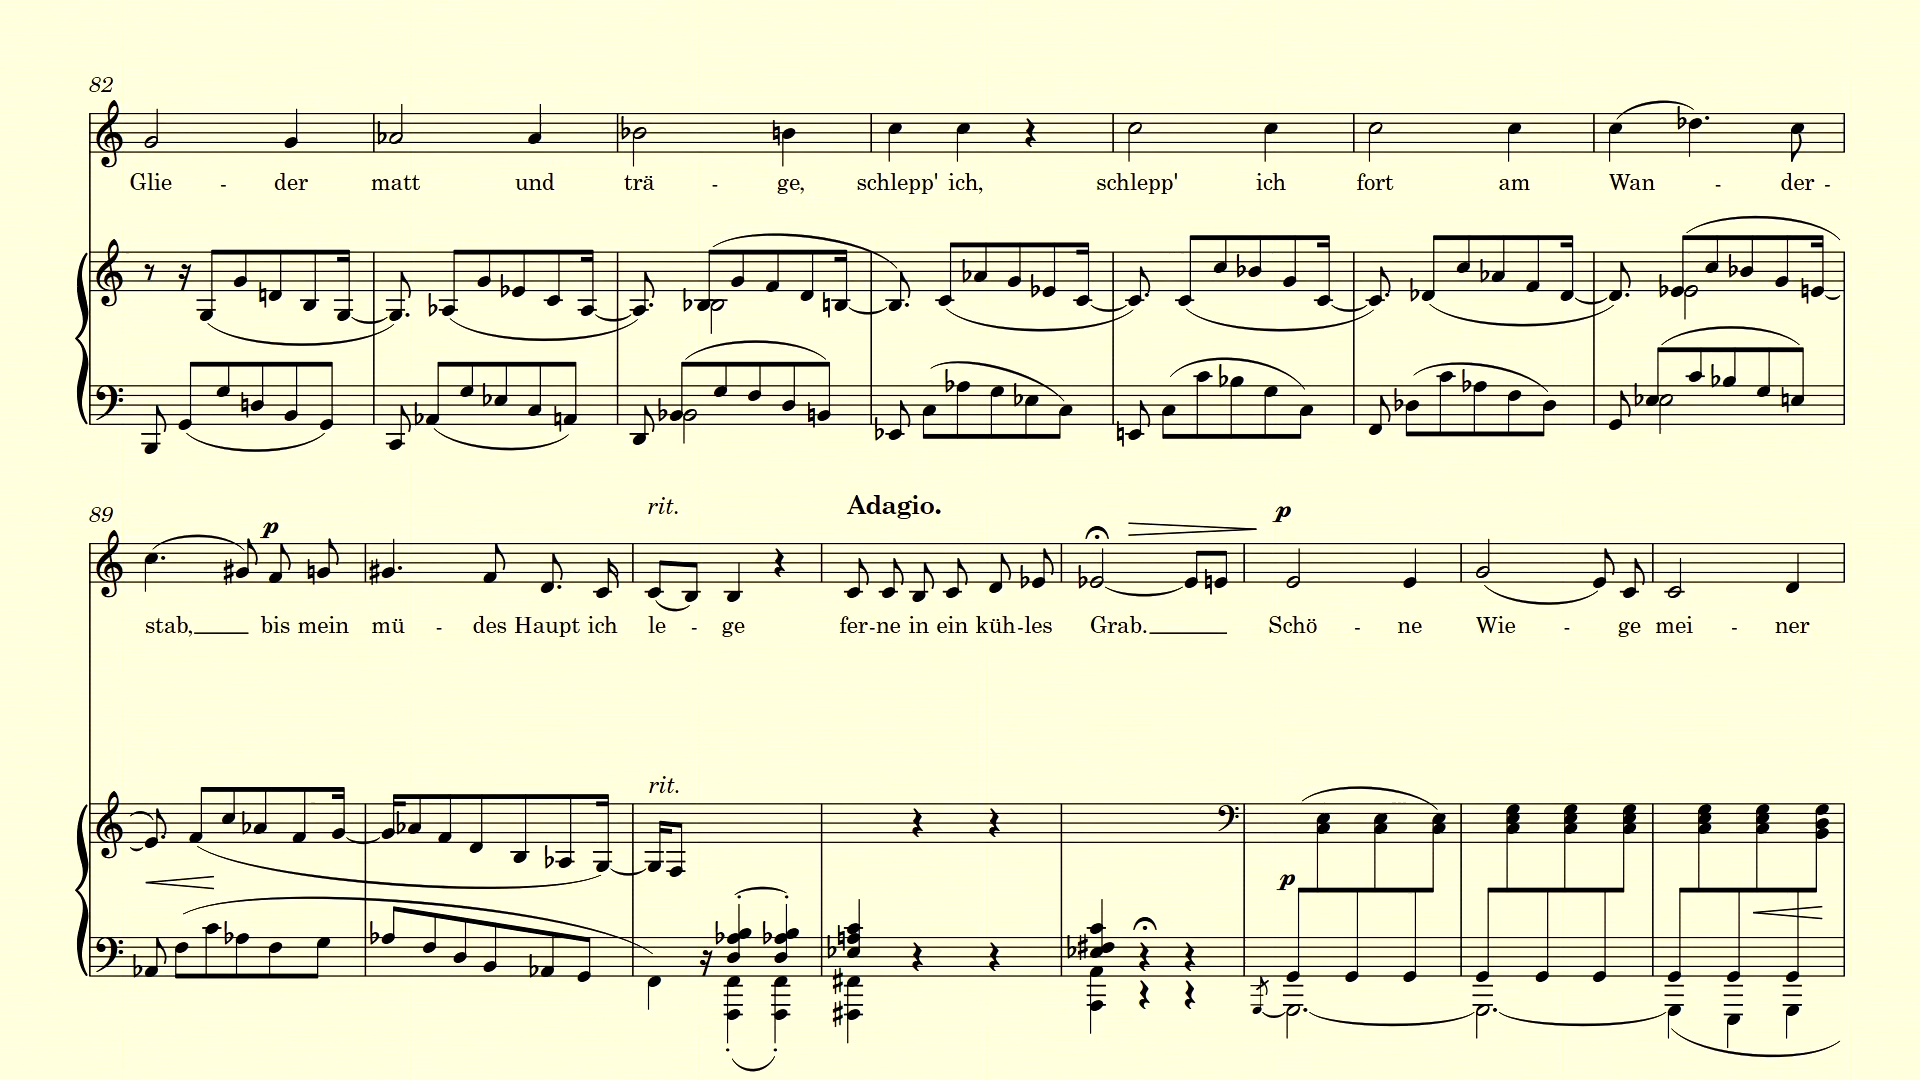 82
Glie - der matt und trä - ge, schlepp' ich, schlepp' ich fort am Wan - der -
89
rit.
Adagio.
p
p
stab, bis mein mü - des Haupt ich le - ge fer-ne in ein küh-les Grab. Schö - ne Wie - ge mei - ner
rit.
p